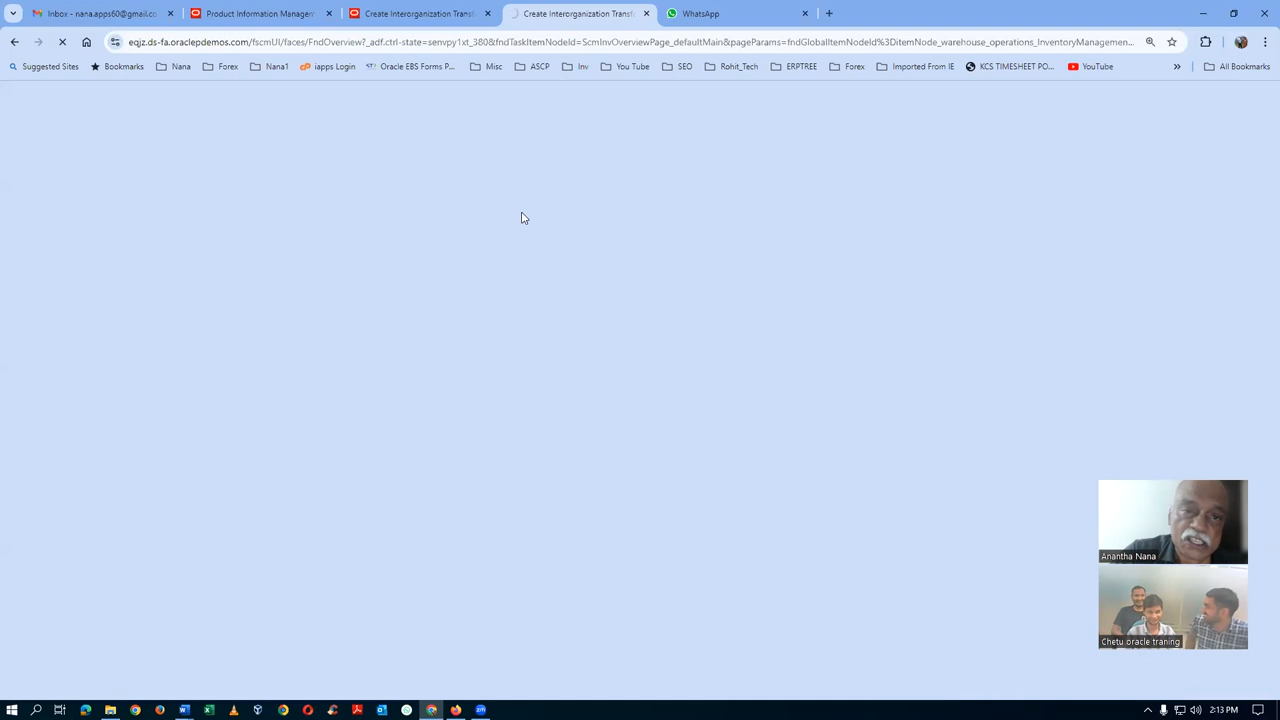 Inbox - nana.apps60@gmail.co
Product Information Managem
Create Interorganization Transf
Create Interorganization Transf
WhatsApp
eqjz.ds-fa.oraclepdemos.com/fscmUI/faces/FndOverview?_adf.ctrl-state=senvpy1xt_380&fndTaskItemNodeId=ScmInvOverviewPage_defaultMain&pageParams=fndGlobalItemNodeId%3DitemNode_warehouse_operations_InventoryManagemen...
Suggested Sites
Bookmarks
Nana
Forex
Nana1
iapps Login
Oracle EBS Forms P...
Misc
ASCP
Inv
You Tube
SEO
Rohit_Tech
ERPTREE
Forex
Imported From IE
KCS TIMESHEET PO...
YouTube
All Bookmarks
Anantha Nana
Chetu oracle traning
2:13 PM